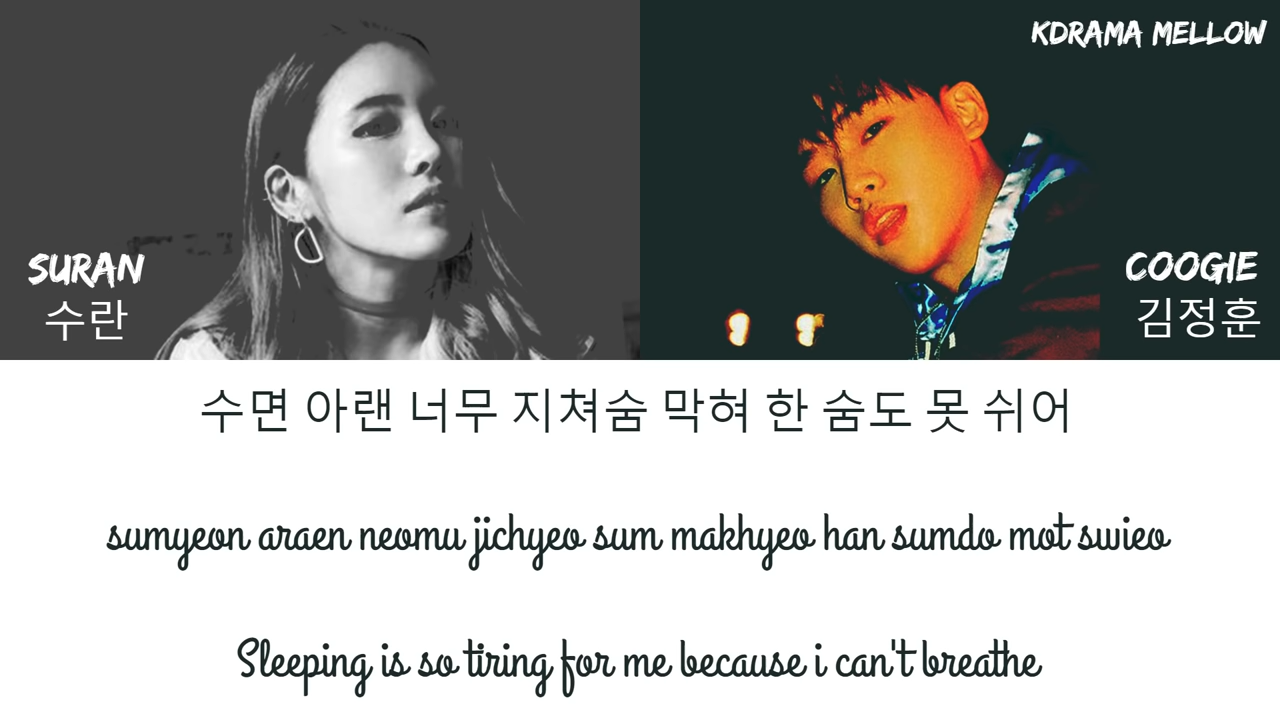 KDRAMA MELLOW
SURAN
수란
COOGIE
김정훈
수면 아랜 너무 지쳐숨 막혀 한 숨도 못 쉬어
sumyeon araen neomu jichyeo sum makhyeo han sumdo mot swieo
Sleeping is so tiring for me because i can't breathe